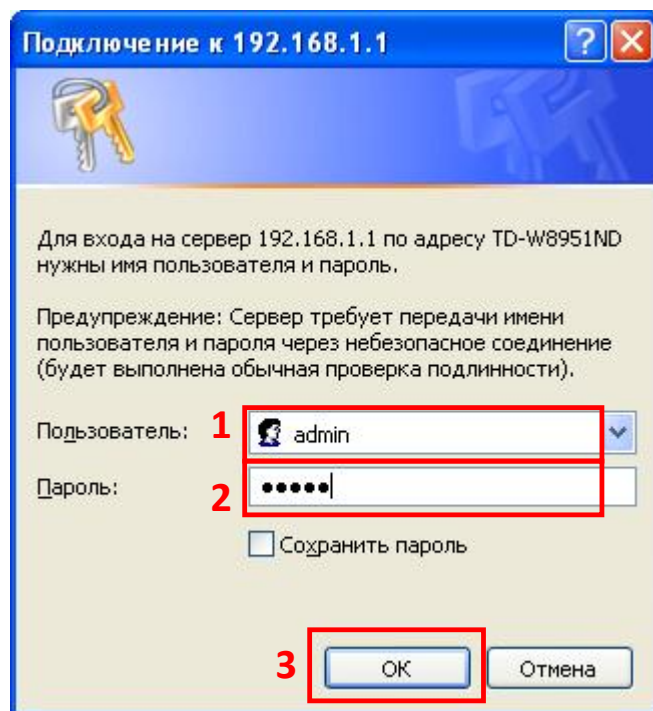 Подключение к 192.168.1.1
Для входа на сервер 192.168.1.1 по адресу TD-W8951ND
нужны имя пользователя и пароль.
Предупреждение: Сервер требует передачи имени
пользователя и пароля через небезопасное соединение
(будет выполнена обычная проверка подлинности).
Пользователь: 1 admin
Пароль: 2 •••••
Сохранить пароль
3 OK Отмена